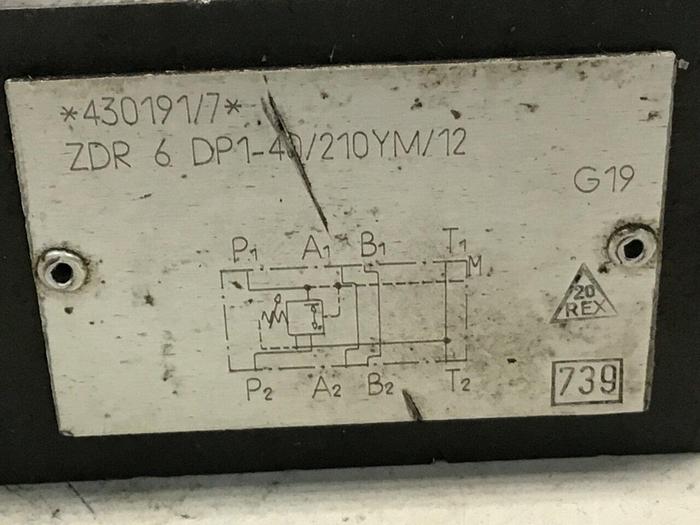 *430191/7*
ZDR 6 DP1-40/210YM/12
G19
P1 A1 B1 T1
M
20
REX
P2 A2 B2 T2
739